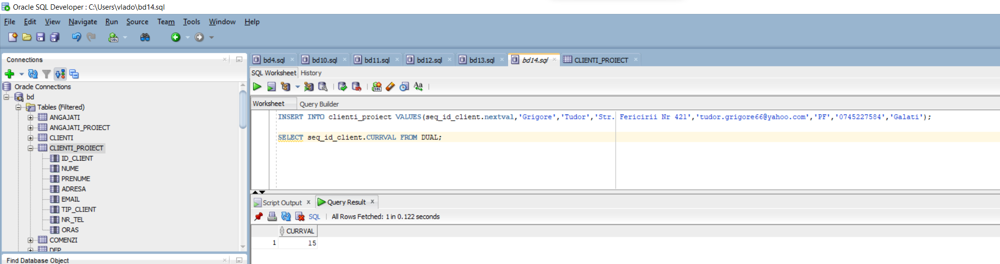 Oracle SQL Developer : C:\Users\vlado\bd14.sql
File Edit View Navigate Run Source Team Tools Window Help
SQL
Connections
bd4.sql bd10.sql bd11.sql bd12.sql bd13.sql bd14.sql CLIENTI_PROIECT
SQL Worksheet History
Oracle Connections
bd
Tables (Filtered)
ANGAJATI
ANGAJATI_PROIECT
CLIENTI
CLIENTI_PROIECT
ID_CLIENT
NUME
PRENUME
ADRESA
EMAIL
TIP_CLIENT
NR_TEL
ORAS
COMENZI
DEP
Find Database Object
SQL Aa
Worksheet Query Builder
INSERT INTO clienti_proiect VALUES(seq_id_client.nextval,'Grigore','Tudor','Str. Fericirii Nr 421','tudor.grigore66@yahoo.com','PF','0745227584','Galati');
SELECT seq_id_client.CURRVAL FROM DUAL;
Script Output x Query Result x
SQL All Rows Fetched: 1 in 0.122 seconds
CURRVAL
1 15